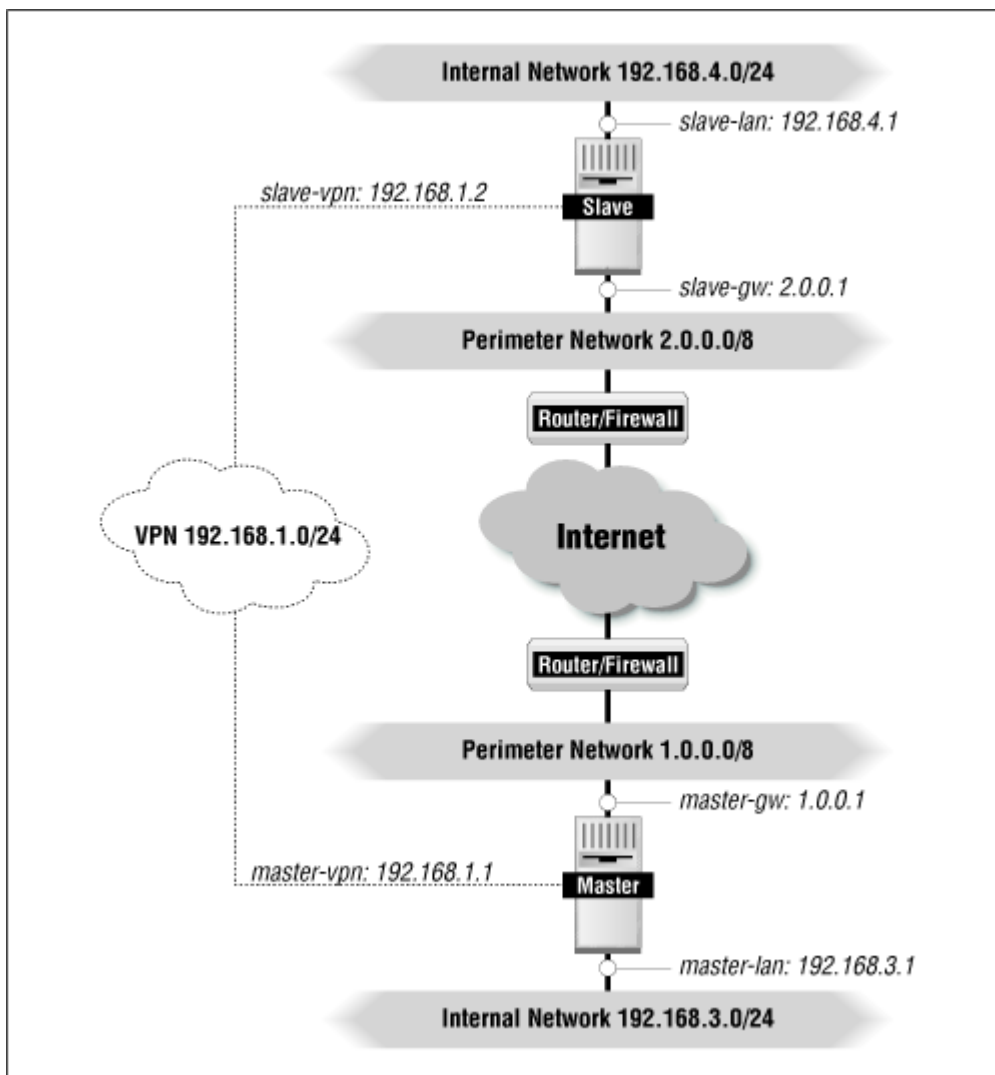 Internal Network 192.168.4.0/24
slave-lan: 192.168.4.1
slave-vpn: 192.168.1.2
Slave
slave-gw: 2.0.0.1
Perimeter Network 2.0.0.0/8
Router/Firewall
VPN 192.168.1.0/24
Internet
Router/Firewall
Perimeter Network 1.0.0.0/8
master-gw: 1.0.0.1
master-vpn: 192.168.1.1
Master
master-lan: 192.168.3.1
Internal Network 192.168.3.0/24